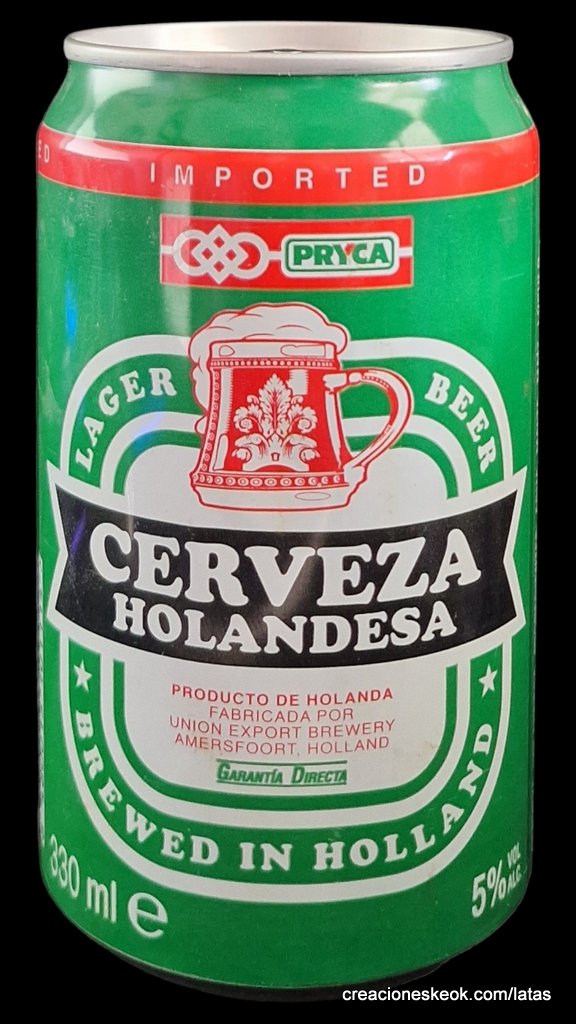 ED
IMPORTED
PRYCA
LAGER BEER
CERVEZA
HOLANDESA
PRODUCTO DE HOLANDA
FABRICADA POR
UNION EXPORT BREWERY
AMERSFOORT, HOLLAND
GARANTÍA DIRECTA
BREWED IN HOLLAND
330 ml e
5% VOL ALC.
creacioneskeok.com/latas